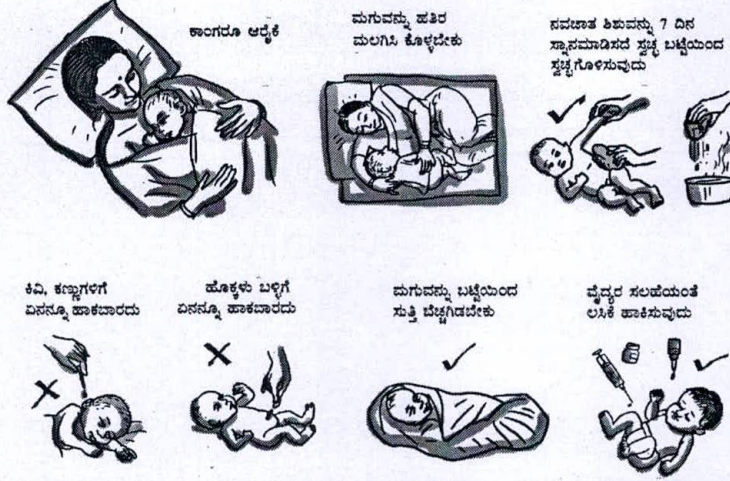 ಕಾಂಗರೂ ಆರೈಕೆ
ಮಗುವನ್ನು ಹತಿರ
ಮಲಗಿಸಿ ಕೊಳ್ಳಬೇಕು
ನವಜಾತ ಶಿಶುವನ್ನು 7 ದಿನ
ಸ್ನಾನಮಾಡಿಸದೆ ಸ್ವಚ್ಛ ಬಟ್ಟೆಯಿಂದ
ಸ್ವಚ್ಛಗೊಳಿಸುವುದು
ಕಿವಿ, ಕಣ್ಣುಗಳಿಗೆ
ಏನನ್ನೂ ಹಾಕಬಾರದು
ಹೊಕ್ಕಳು ಬಳ್ಳಿಗೆ
ಏನನ್ನೂ ಹಾಕಬಾರದು
ಮಗುವನ್ನು ಬಟ್ಟೆಯಿಂದ
ಸುತ್ತಿ ಬೆಚ್ಚಗಿಡಬೇಕು
ವೈದ್ಯರ ಸಲಹೆಯಂತೆ
ಲಸಿಕೆ ಹಾಕಿಸುವುದು